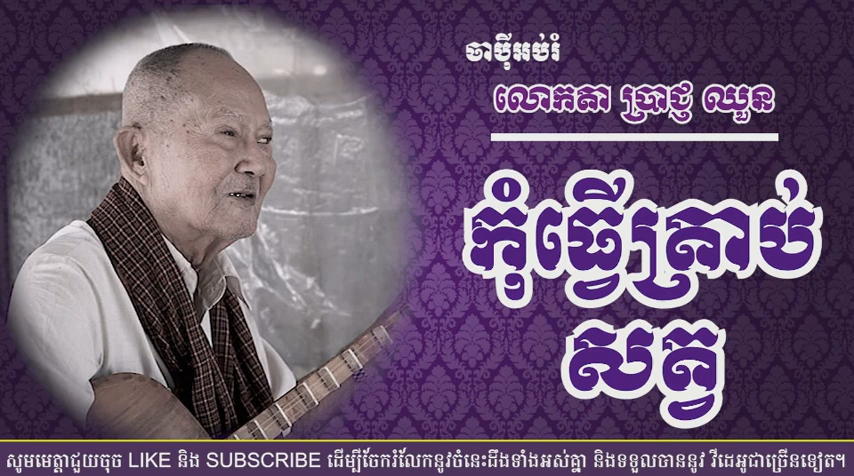 ចាប៉ីអប់រំ
លោកតា ប្រាជ្ញ ឈួន
កុំធ្វើត្រាប់
សត្វ
សូមមេត្តាជួយចុច LIKE និង SUBSCRIBE ដើម្បីចែករំលែកនូវចំនេះដឹងទាំងអស់គ្នា និងទទួលបាននូវ វីដេអូជាច្រើនទៀត។